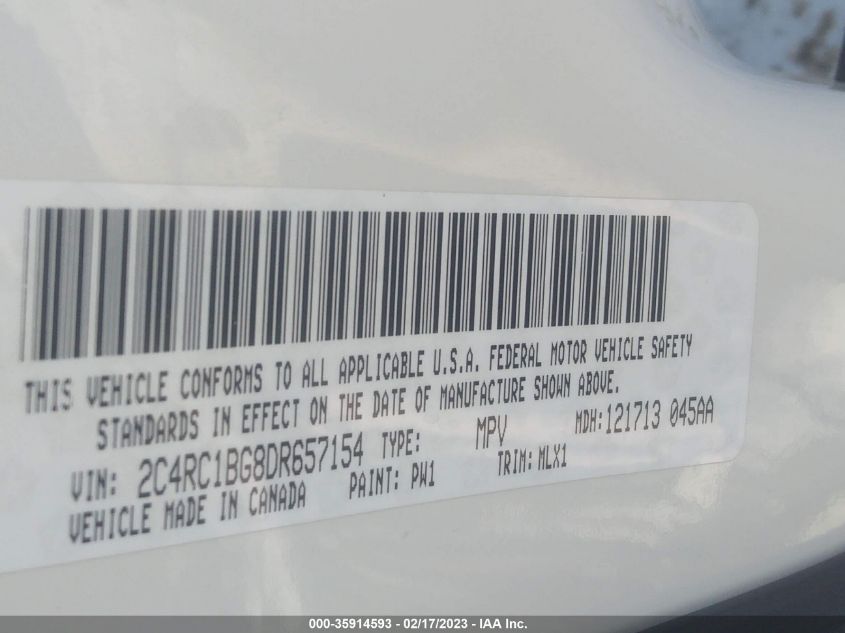 THIS VEHICLE CONFORMS TO ALL APPLICABLE U.S.A. FEDERAL MOTOR VEHICLE SAFETY
STANDARDS IN EFFECT ON THE DATE OF MANUFACTURE SHOWN ABOVE.
VIN: 2C4RC1BG8DR657154 TYPE: MPV MDH:121713 045AA
VEHICLE MADE IN CANADA PAINT: PW1 TRIM: MLX1
000-35914593 - 02/17/2023 - IAA Inc.